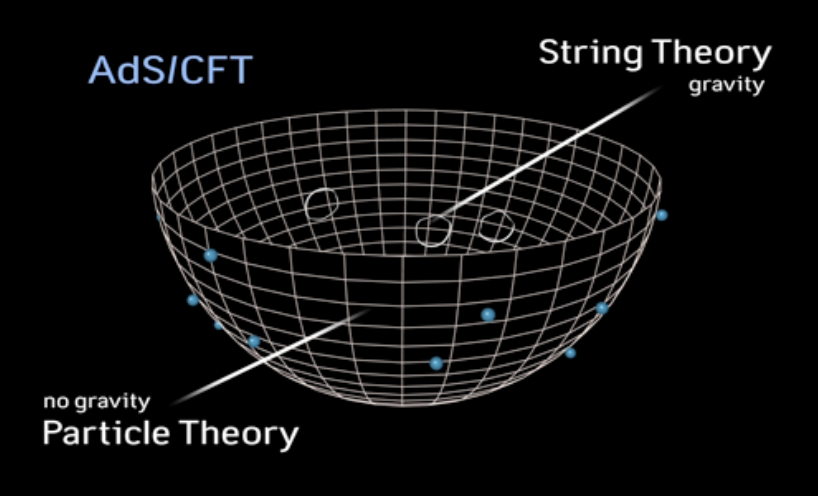 AdS/CFT
String Theory
gravity
no gravity
Particle Theory